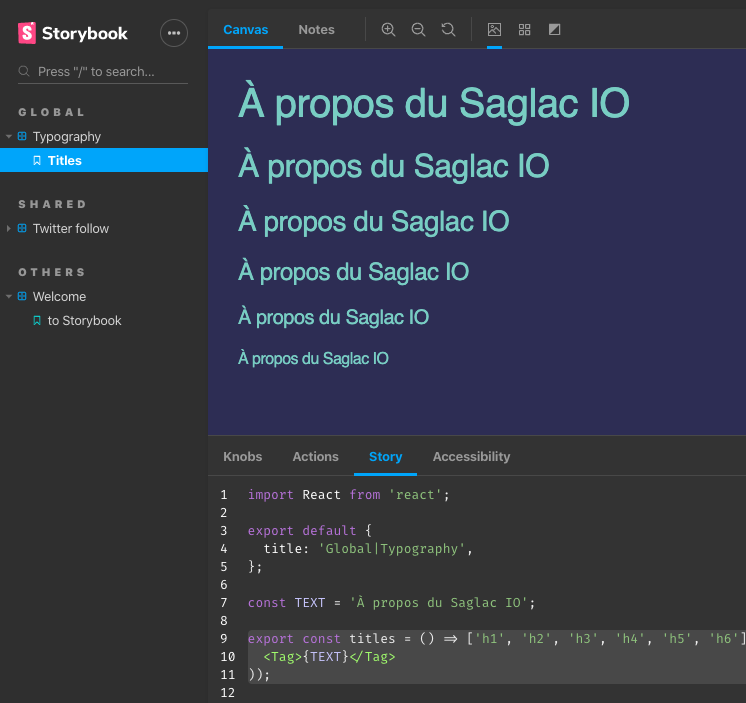 Storybook
Press "/" to search...
GLOBAL
Typography
Titles
SHARED
Twitter follow
OTHERS
Welcome
to Storybook
Canvas
Notes
À propos du Saglac IO
À propos du Saglac IO
À propos du Saglac IO
À propos du Saglac IO
À propos du Saglac IO
À propos du Saglac IO
Knobs
Actions
Story
Accessibility
1 import React from 'react';
2
3 export default {
4   title: 'Global|Typography',
5 };
6
7 const TEXT = 'À propos du Saglac IO';
8
9 export const titles = () => ['h1', 'h2', 'h3', 'h4', 'h5', 'h6']
10   <Tag>{TEXT}</Tag>
11 ));
12